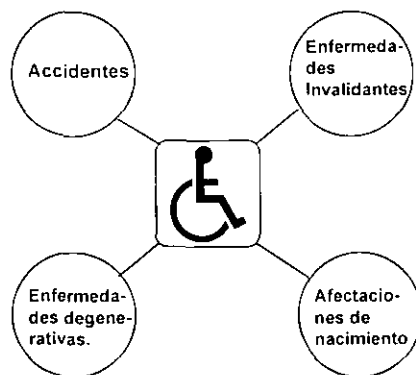 Accidentes
Enfermeda-
des
Invalidantes
Enfermeda-
des degene-
rativas.
Afectacio-
nes de
nacimiento